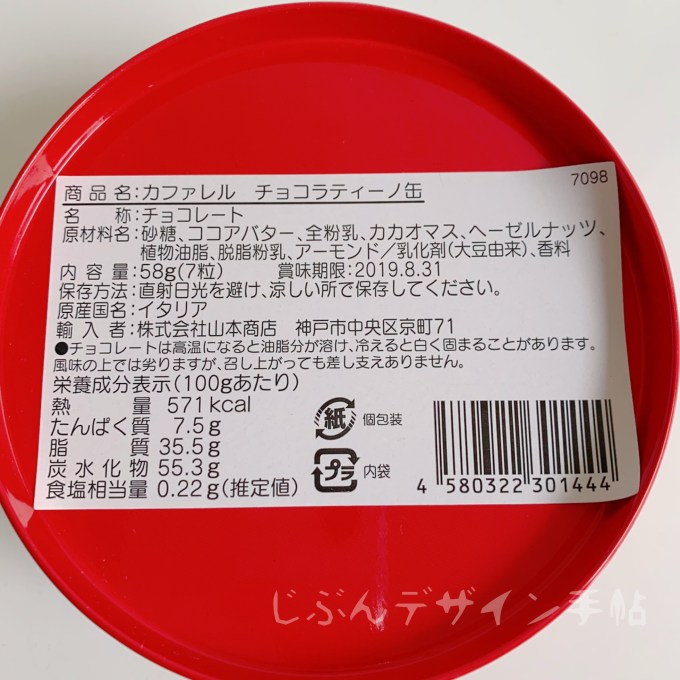 7098
商品名:カファレル チョコラティーノ缶
名 称:チョコレート
原材料名:砂糖、ココアバター、全粉乳、カカオマス、ヘーゼルナッツ、
植物油脂、脱脂粉乳、アーモンド/乳化剤(大豆由来)、香料
内容量:58g(7粒) 賞味期限:2019.8.31
保存方法:直射日光を避け、涼しい所で保存してください。
原産国名:イタリア
輸入者:株式会社山本商店 神戸市中央区京町71
●チョコレートは高温になると油脂分が溶け、冷えると白く固まることがあります。
風味の上では劣りますが、召し上がっても差し支えありません。
栄養成分表示(100gあたり)
熱 量 571kcal
たんぱく質 7.5g
脂 質 35.5g
炭水化物 55.3g
食塩相当量 0.22g(推定値)
紙 個包装
プラ 内袋
4 580322 301444
じぶんデザイン手帖